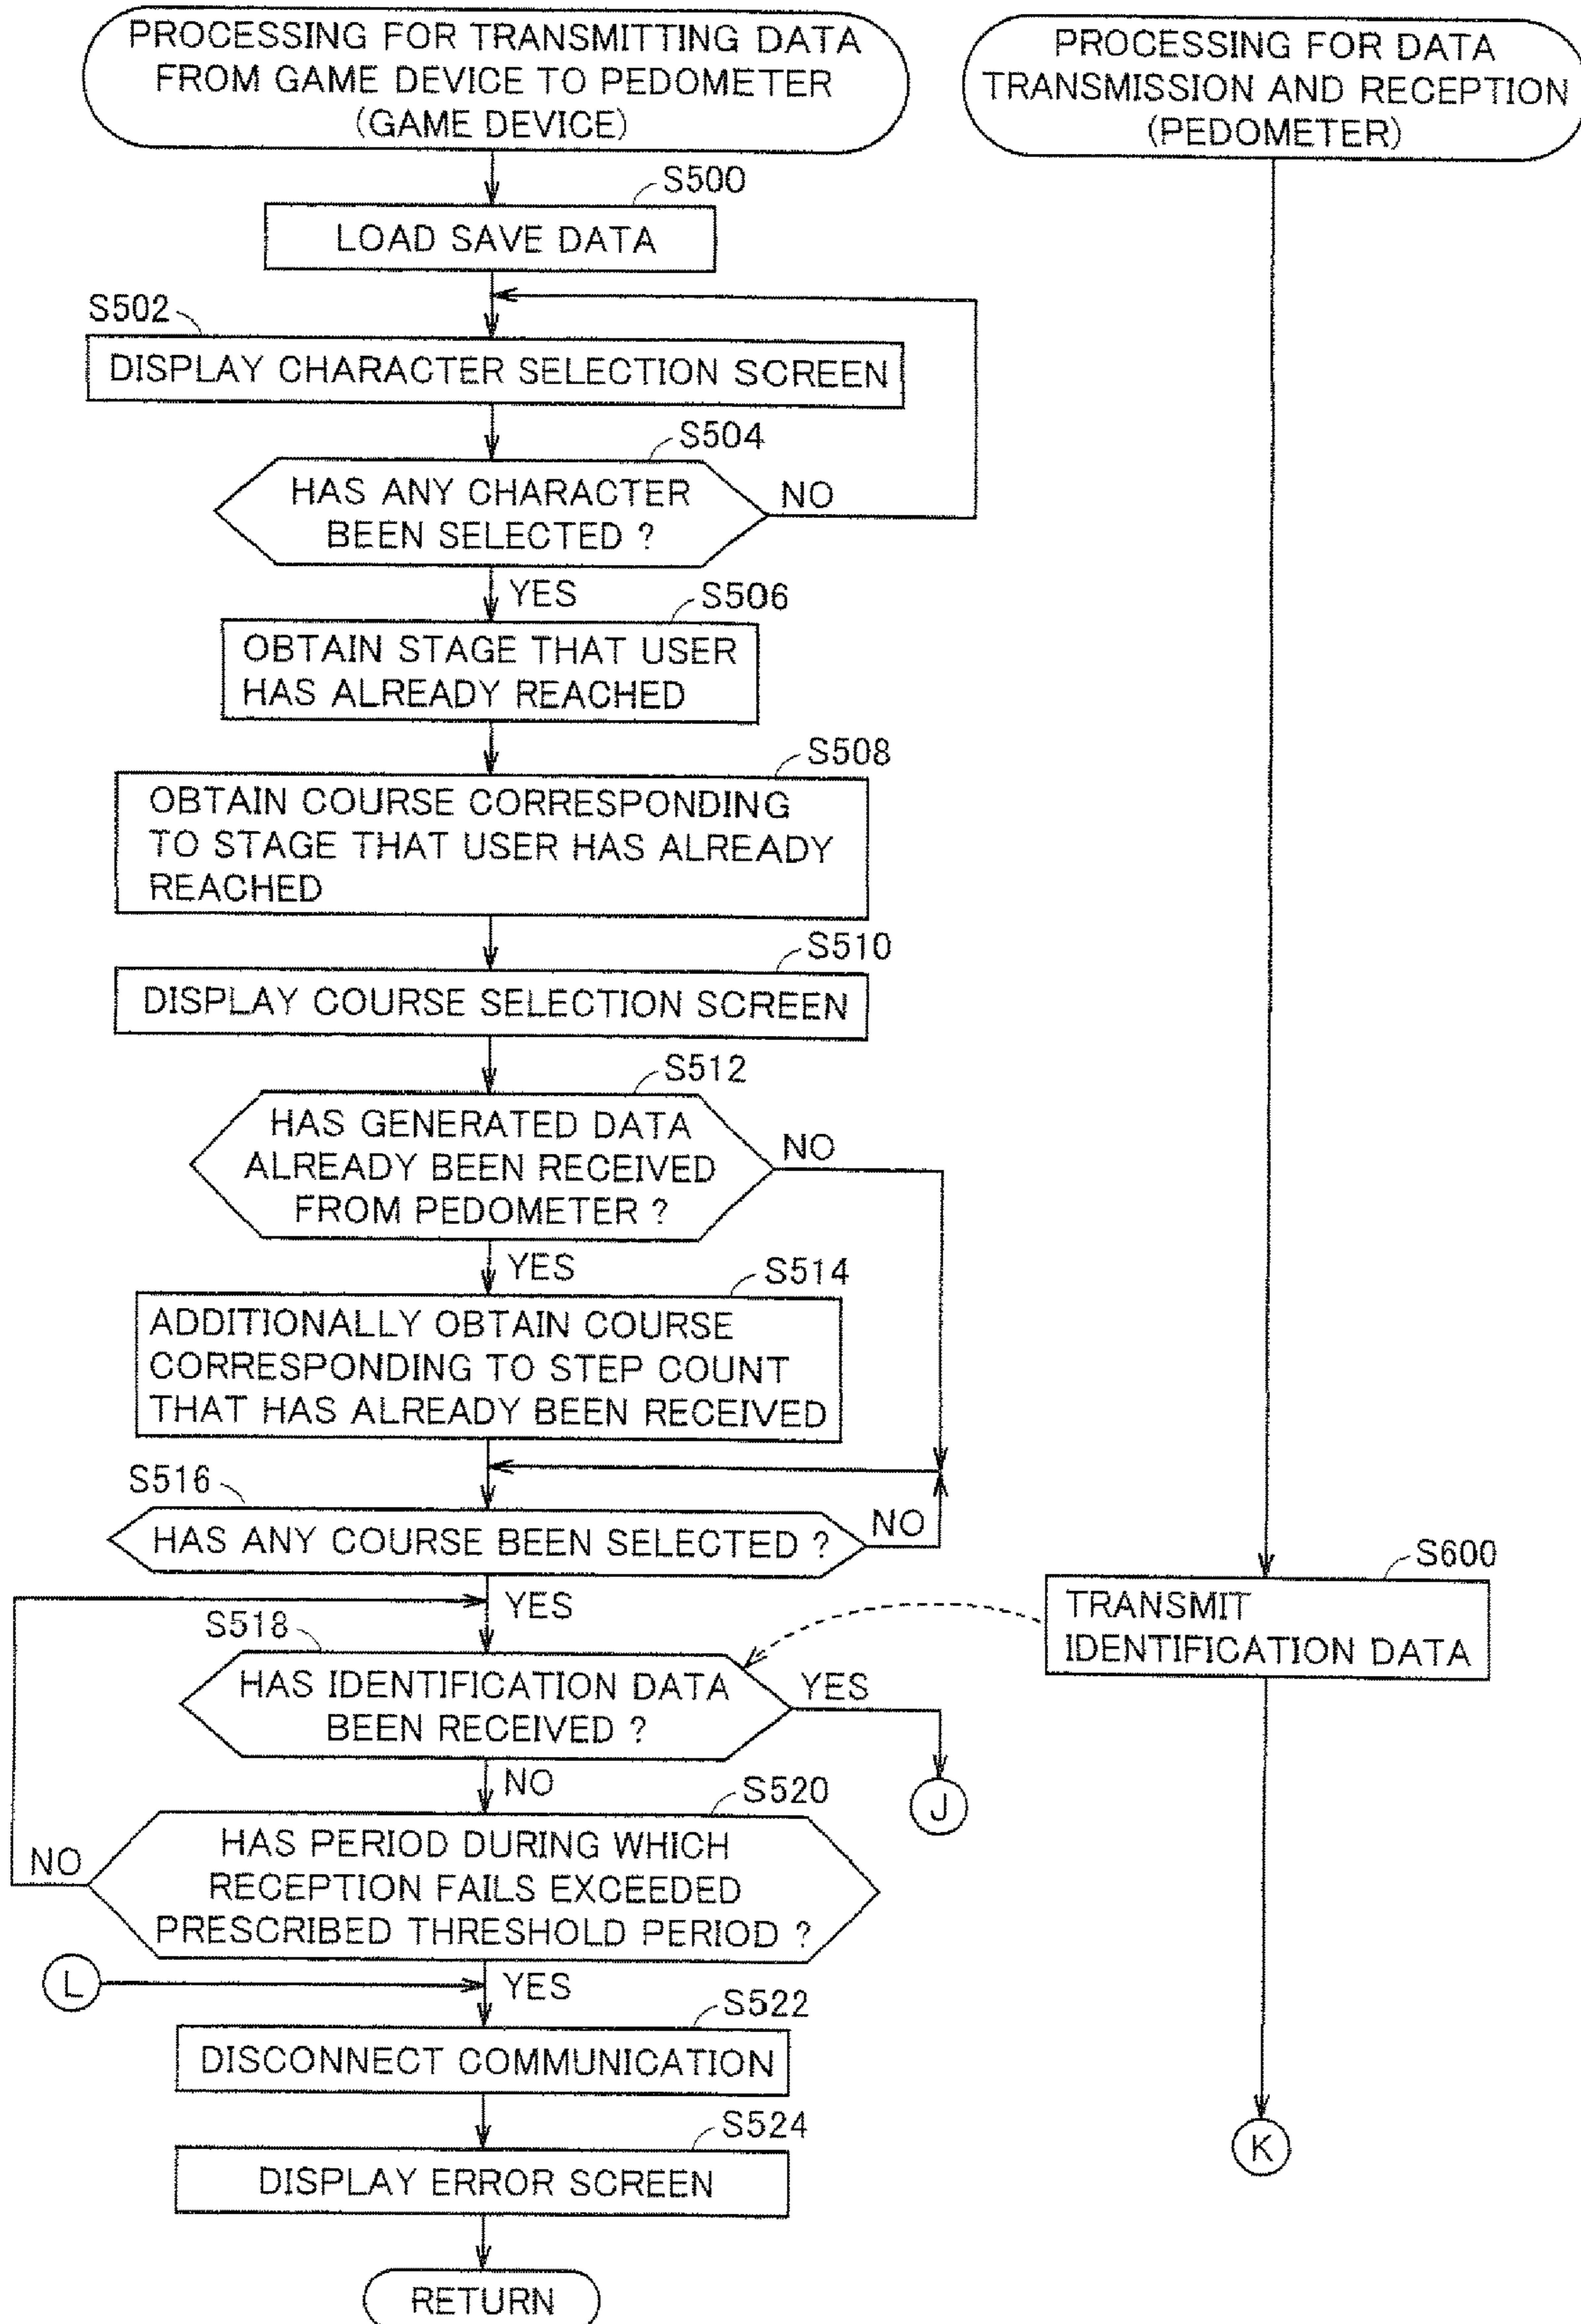 PROCESSING FOR TRANSMITTING DATA
FROM GAME DEVICE TO PEDOMETER
(GAME DEVICE)
PROCESSING FOR DATA
TRANSMISSION AND RECEPTION
(PEDOMETER)
S500
LOAD SAVE DATA
S502
DISPLAY CHARACTER SELECTION SCREEN
S504
HAS ANY CHARACTER
BEEN SELECTED ?
NO
YES
S506
OBTAIN STAGE THAT USER
HAS ALREADY REACHED
S508
OBTAIN COURSE CORRESPONDING
TO STAGE THAT USER HAS ALREADY
REACHED
S510
DISPLAY COURSE SELECTION SCREEN
S512
HAS GENERATED DATA
ALREADY BEEN RECEIVED
FROM PEDOMETER ?
NO
YES
S514
ADDITIONALLY OBTAIN COURSE
CORRESPONDING TO STEP COUNT
THAT HAS ALREADY BEEN RECEIVED
S516
HAS ANY COURSE BEEN SELECTED ?
NO
YES
S600
TRANSMIT
IDENTIFICATION DATA
S518
HAS IDENTIFICATION DATA
BEEN RECEIVED ?
YES
J
NO
S520
HAS PERIOD DURING WHICH
RECEPTION FAILS EXCEEDED
PRESCRIBED THRESHOLD PERIOD ?
NO
L
YES
S522
DISCONNECT COMMUNICATION
S524
DISPLAY ERROR SCREEN
K
RETURN